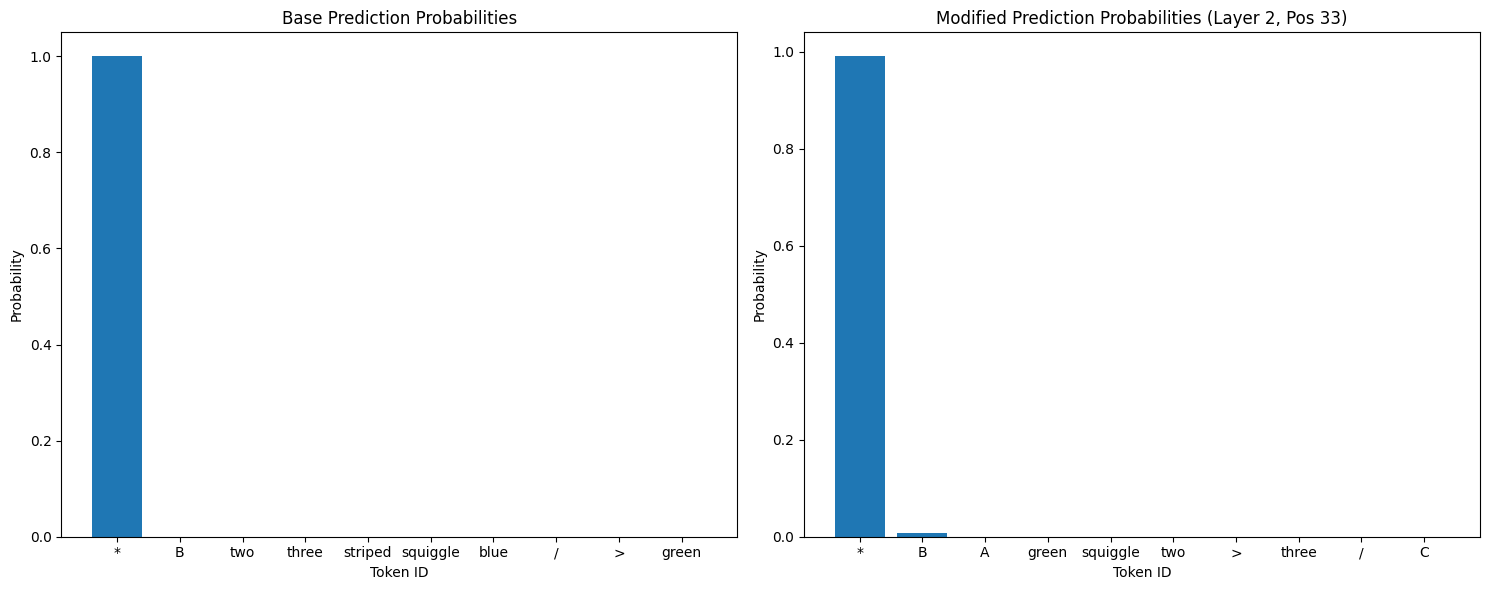 Base Prediction Probabilities
Probability
1.0
0.8
0.6
0.4
0.2
0.0
* B two three striped squiggle blue / > green
Token ID
Modified Prediction Probabilities (Layer 2, Pos 33)
Probability
1.0
0.8
0.6
0.4
0.2
0.0
* B A green squiggle two > three / C
Token ID